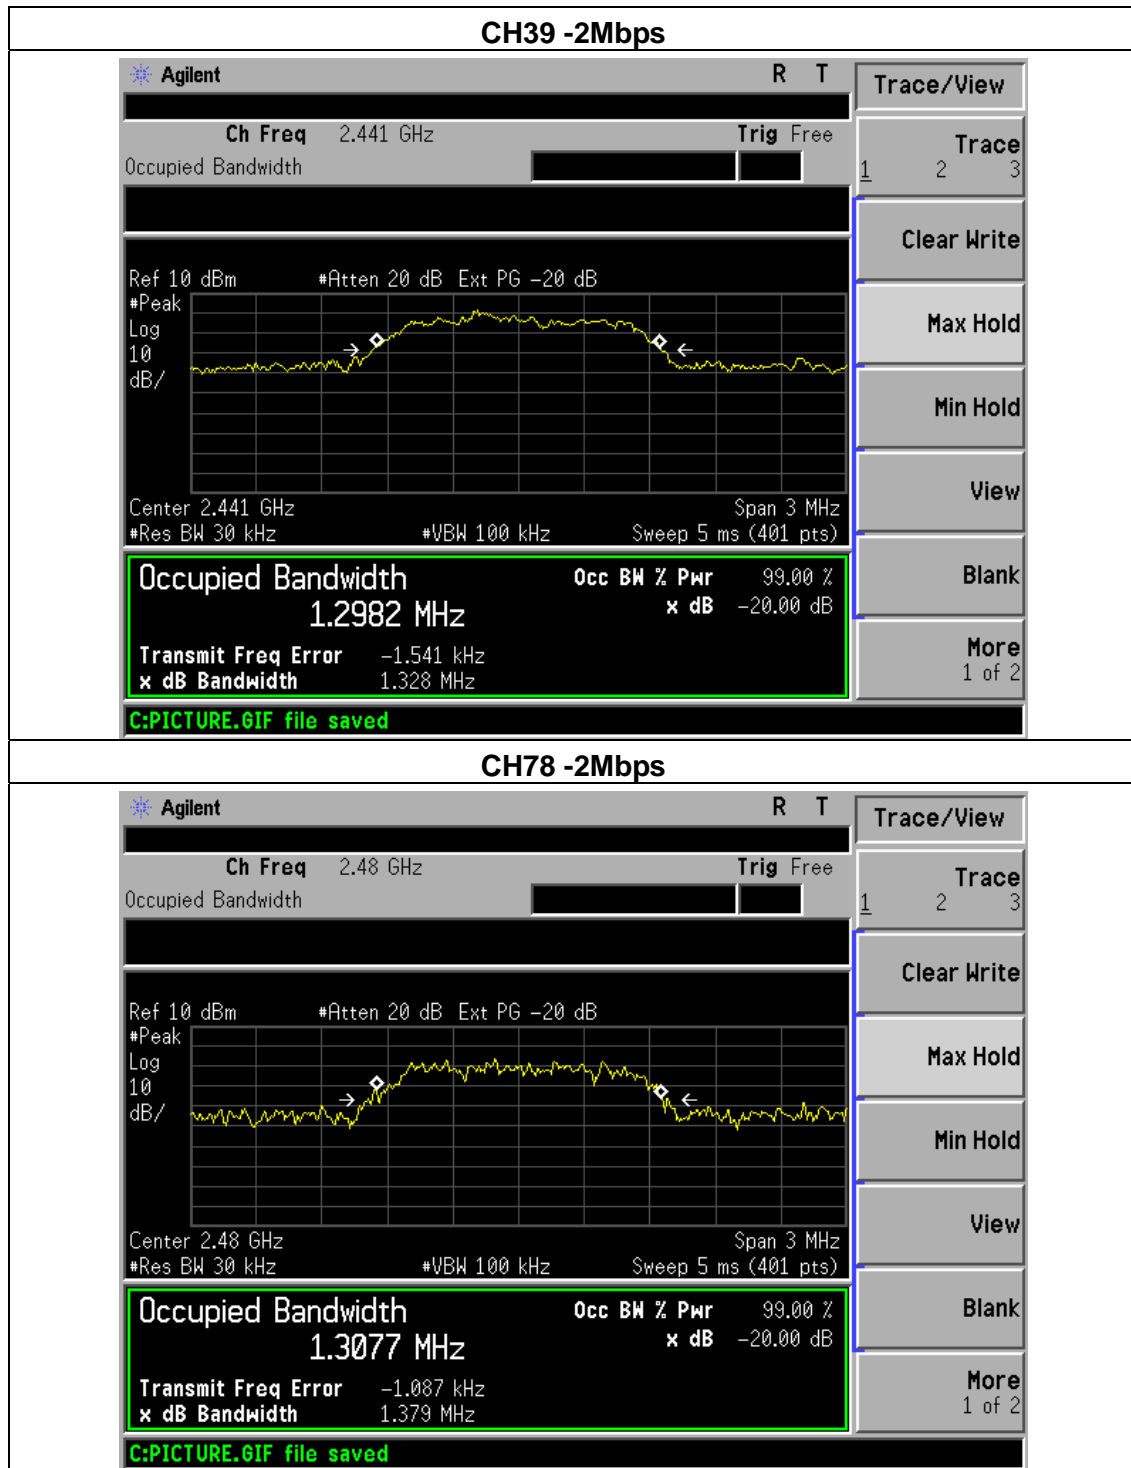 CH39 -2Mbps
Agilent R T
Trace/View
Ch Freq 2.441 GHz Trig Free
Occupied Bandwidth
Trace
1 2 3
Clear Write
Ref 10 dBm #Atten 20 dB Ext PG -20 dB
#Peak
Log
10
dB/
Max Hold
Min Hold
View
Center 2.441 GHz Span 3 MHz
#Res BW 30 kHz #VBW 100 kHz Sweep 5 ms (401 pts)
Occupied Bandwidth Occ BW % Pwr 99.00 %
1.2982 MHz x dB -20.00 dB
Blank
Transmit Freq Error -1.541 kHz
x dB Bandwidth 1.328 MHz
More
1 of 2
C:PICTURE.GIF file saved
CH78 -2Mbps
Agilent R T
Trace/View
Ch Freq 2.48 GHz Trig Free
Occupied Bandwidth
Trace
1 2 3
Clear Write
Ref 10 dBm #Atten 20 dB Ext PG -20 dB
#Peak
Log
10
dB/
Max Hold
Min Hold
View
Center 2.48 GHz Span 3 MHz
#Res BW 30 kHz #VBW 100 kHz Sweep 5 ms (401 pts)
Occupied Bandwidth Occ BW % Pwr 99.00 %
1.3077 MHz x dB -20.00 dB
Blank
Transmit Freq Error -1.087 kHz
x dB Bandwidth 1.379 MHz
More
1 of 2
C:PICTURE.GIF file saved